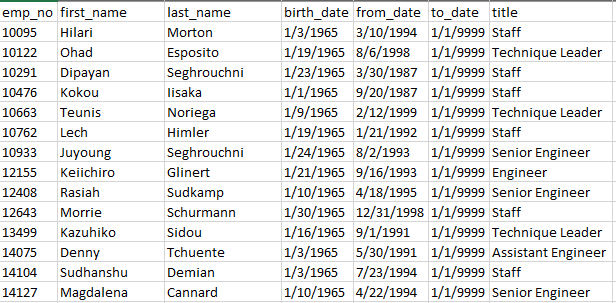 emp_no first_name last_name birth_date from_date to_date title
10095 Hilari Morton 1/3/1965 3/10/1994 1/1/9999 Staff
10122 Ohad Esposito 1/19/1965 8/6/1998 1/1/9999 Technique Leader
10291 Dipayan Seghrouchni 1/23/1965 3/30/1987 1/1/9999 Staff
10476 Kokou Iisaka 1/1/1965 9/20/1987 1/1/9999 Staff
10663 Teunis Noriega 1/9/1965 2/12/1999 1/1/9999 Technique Leader
10762 Lech Himler 1/19/1965 1/21/1992 1/1/9999 Staff
10933 Juyoung Seghrouchni 1/24/1965 8/2/1993 1/1/9999 Senior Engineer
12155 Keiichiro Glinert 1/21/1965 9/16/1993 1/1/9999 Engineer
12408 Rasiah Sudkamp 1/10/1965 4/18/1995 1/1/9999 Senior Engineer
12643 Morrie Schurmann 1/30/1965 12/31/1998 1/1/9999 Staff
13499 Kazuhiko Sidou 1/16/1965 9/1/1991 1/1/9999 Technique Leader
14075 Denny Tchuente 1/3/1965 5/30/1991 1/1/9999 Assistant Engineer
14104 Sudhanshu Demian 1/3/1965 7/23/1994 1/1/9999 Staff
14127 Magdalena Cannard 1/10/1965 4/22/1994 1/1/9999 Senior Engineer